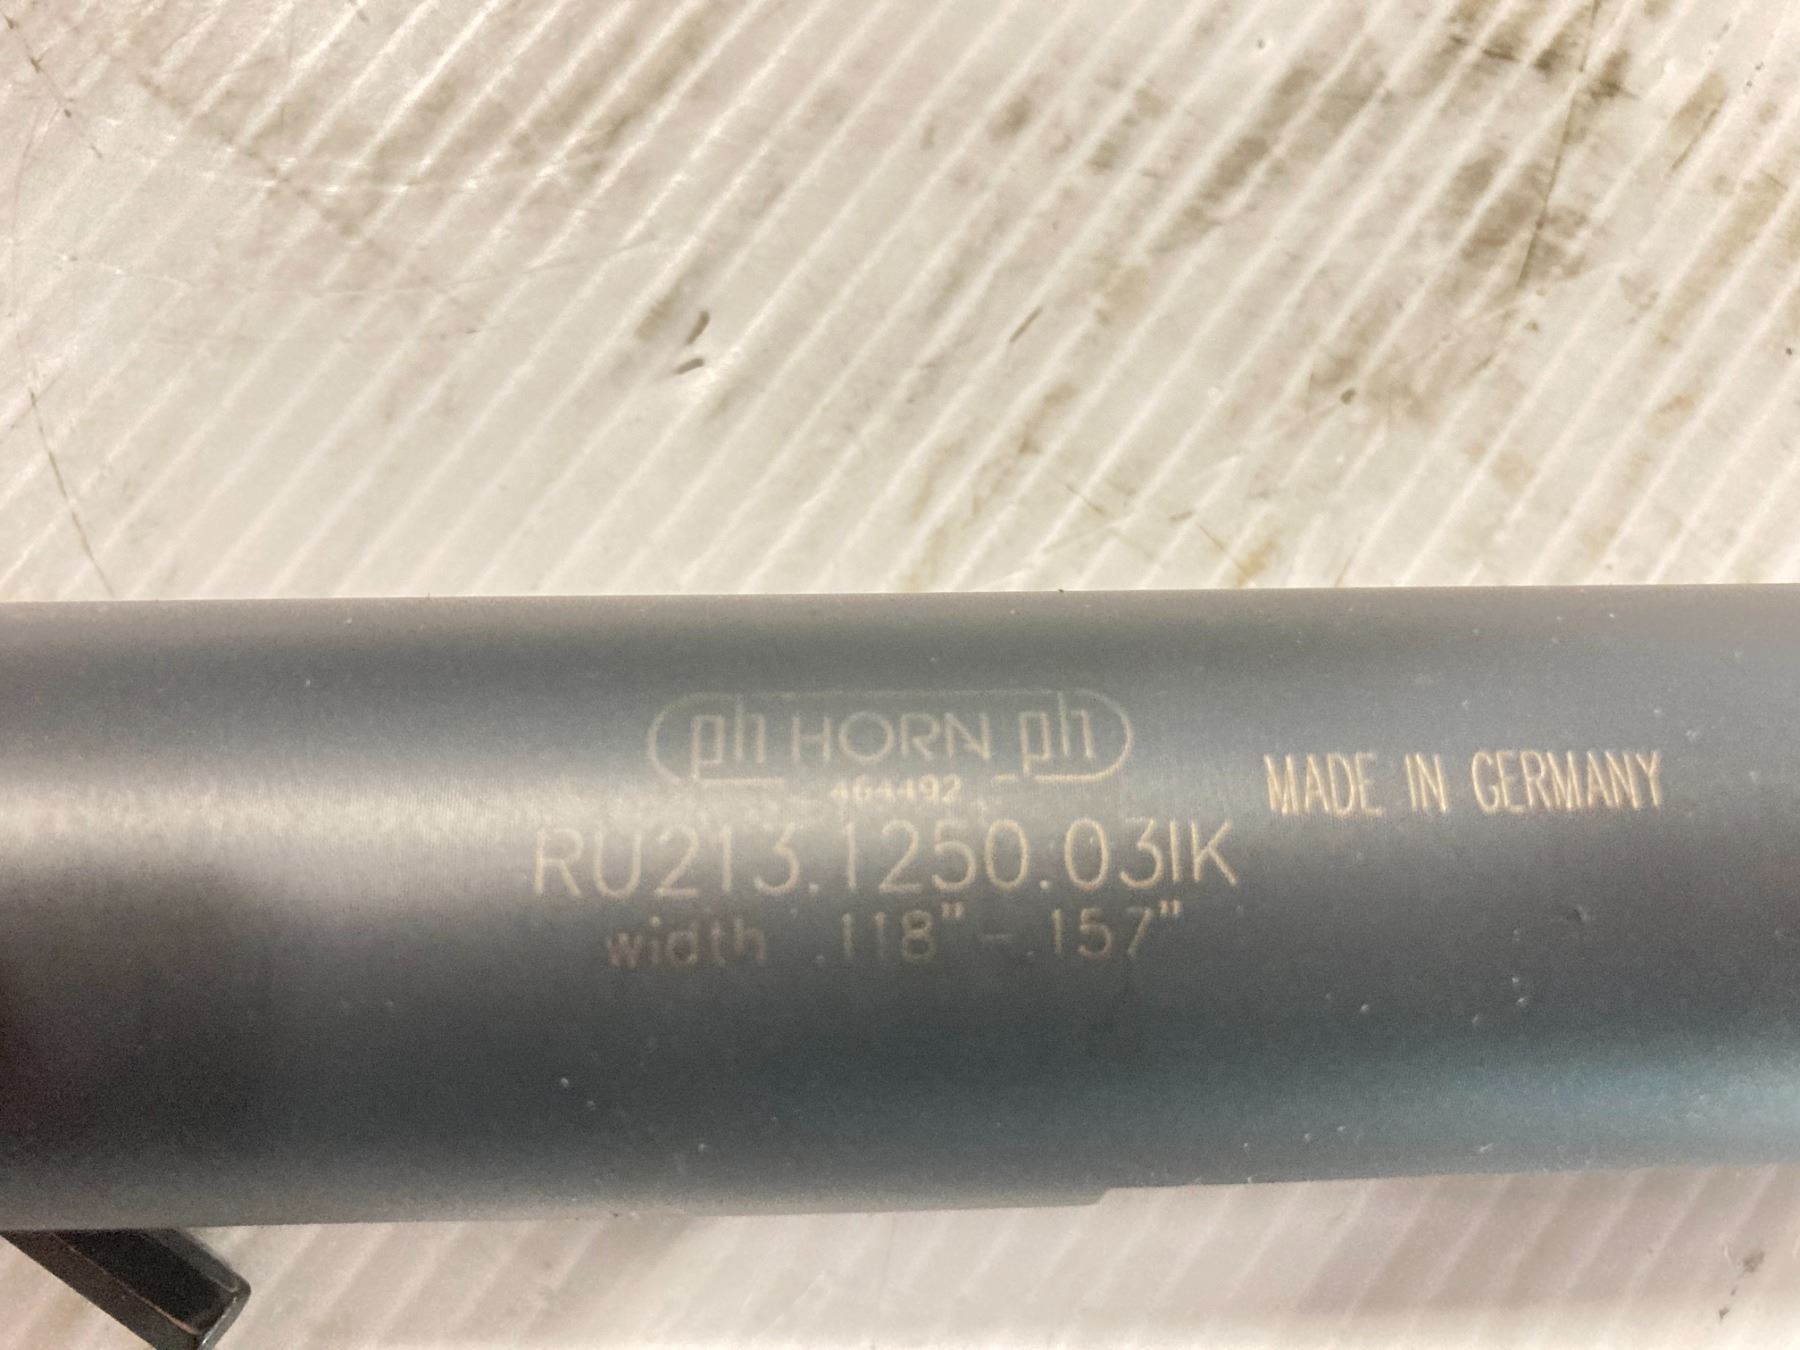 ph HORN ph
464492
RU213.1250.03IK
width .118"-.157"
MADE IN GERMANY